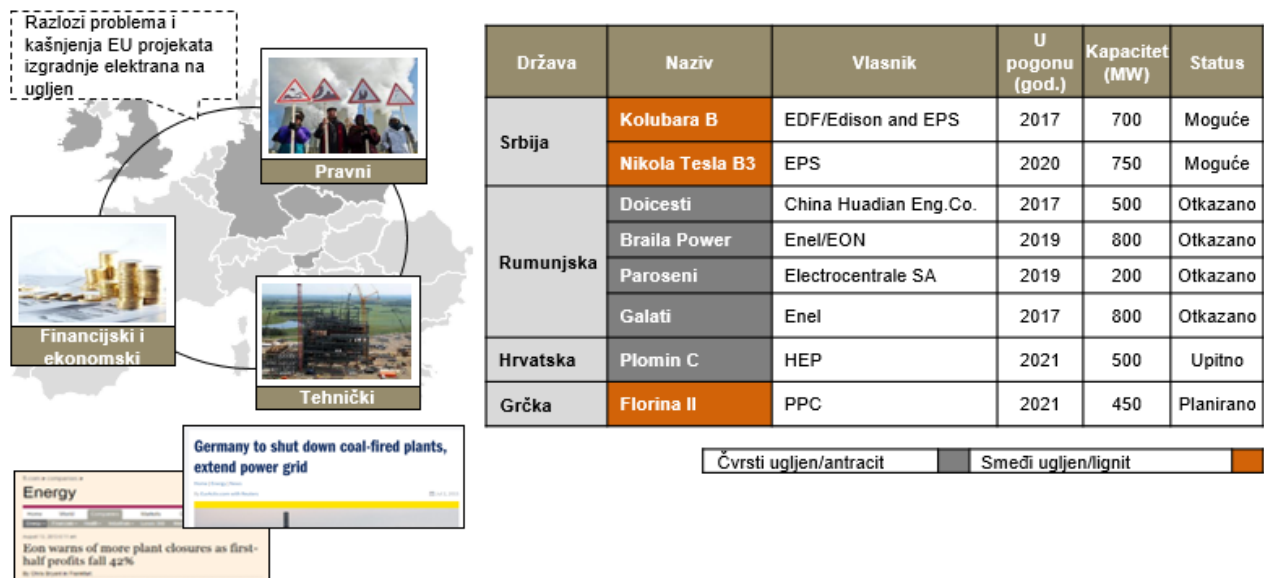 Razlozi problema i
kašnjenja EU projekata
izgradnje elektrana na
ugljen
Pravni
Financijski i
ekonomski
Tehnički
Germany to shut down coal-fired plants,
extend power grid
Energy
Eon warns of more plant closures as first-
half profits fall 42%
Država Naziv Vlasnik U pogonu (god.) Kapacitet (MW) Status
Srbija Kolubara B EDF/Edison and EPS 2017 700 Moguće
Nikola Tesla B3 EPS 2020 750 Moguće
Rumunjska Doicesti China Huadian Eng.Co. 2017 500 Otkazano
Braila Power Enel/EON 2019 800 Otkazano
Paroseni Electrocentrale SA 2019 200 Otkazano
Galati Enel 2017 800 Otkazano
Hrvatska Plomin C HEP 2021 500 Upitno
Grčka Florina II PPC 2021 450 Planirano
Čvrsti ugljen/antracit Smeđi ugljen/lignit